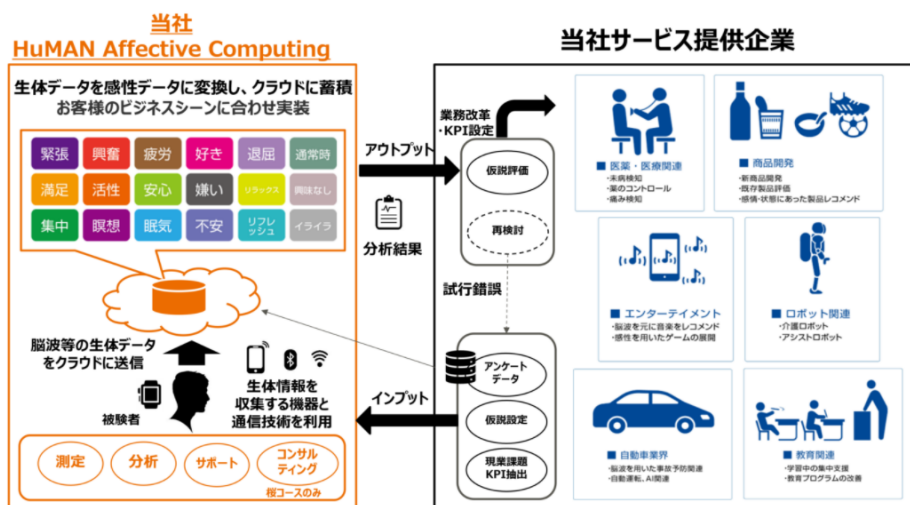 当社
HuMAN Affective Computing
生体データを感性データに変換し、クラウドに蓄積
お客様のビジネスシーンに合わせ実装
緊張
興奮
疲労
好き
退屈
通常時
満足
活性
安心
嫌い
リラックス
興味なし
集中
瞑想
眠気
不安
リフレ
ッシュ
イライラ
脳波等の生体データ
をクラウドに送信
被験者
生体情報を
収集する機器と
通信技術を利用
測定
分析
サポート
コンサル
ティング
桜コースのみ
アウトプット
分析結果
インプット
当社サービス提供企業
業務改革
・KPI設定
仮説評価
再検討
試行錯誤
アンケート
データ
仮説設定
現業課題
KPI抽出
■ 医薬・医療関連
・未病検知
・薬のコントロール
・痛み検知
■ 商品開発
・新商品開発
・既存製品評価
・感情・状態にあった製品レコメンド
■ エンターテイメント
・脳波を元に音楽をレコメンド
・感性を用いたゲームの展開
■ ロボット関連
・介護ロボット
・アシストロボット
■ 自動車業界
・脳波を用いた事故予防関連
・自動運転、AI関連
■ 教育関連
・学習中の集中支援
・教育プログラムの改善